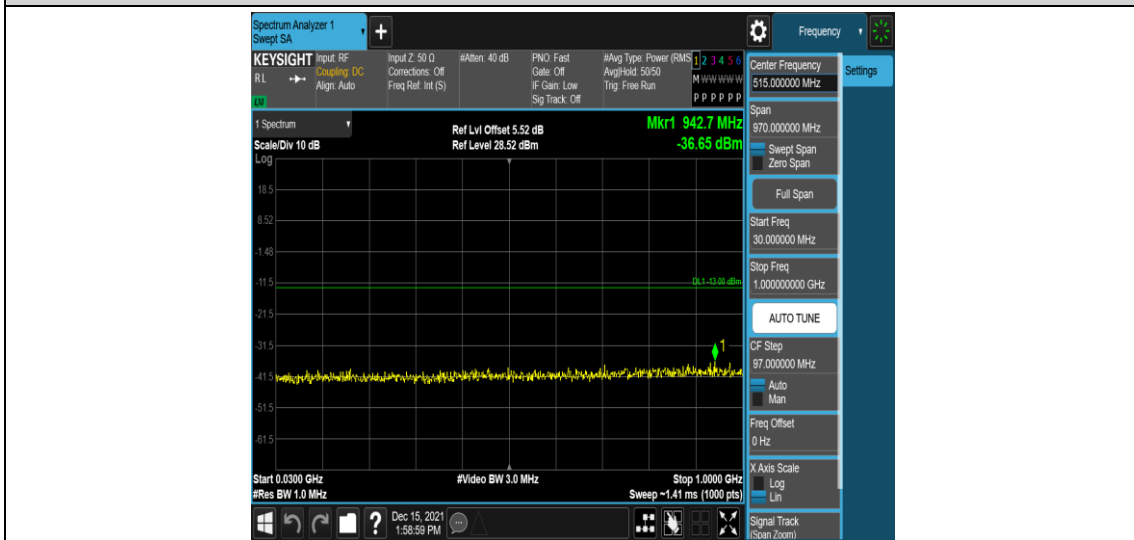 Spectrum Analyzer 1
Swept SA
+
Frequency
KEYSIGHT
RL
LXI
Input: RF
Coupling: DC
Align: Auto
Input Z: 50 Ω
Corrections: Off
Freq Ref: Int (S)
#Atten: 40 dB
PNO: Fast
Gate: Off
IF Gain: Low
Sig Track: Off
#Avg Type: Power (RMS
Avg|Hold: 50/50
Trig: Free Run
1 2 3 4 5 6
M W W W W W
P P P P P P
1 Spectrum
Scale/Div 10 dB
Ref Lvl Offset 5.52 dB
Ref Level 28.52 dBm
Mkr1 942.7 MHz
-36.65 dBm
Log
18.5
8.52
-1.48
-11.5
DL1 -13.00 dBm
-21.5
-31.5
1
-41.5
-51.5
-61.5
Start 0.0300 GHz
#Res BW 1.0 MHz
#Video BW 3.0 MHz
Stop 1.0000 GHz
Sweep ~1.41 ms (1000 pts)
?
Dec 15, 2021
1:58:59 PM
Center Frequency
515.000000 MHz
Settings
Span
970.000000 MHz
Swept Span
Zero Span
Full Span
Start Freq
30.000000 MHz
Stop Freq
1.000000000 GHz
AUTO TUNE
CF Step
97.000000 MHz
Auto
Man
Freq Offset
0 Hz
X Axis Scale
Log
Lin
Signal Track
(Span Zoom)